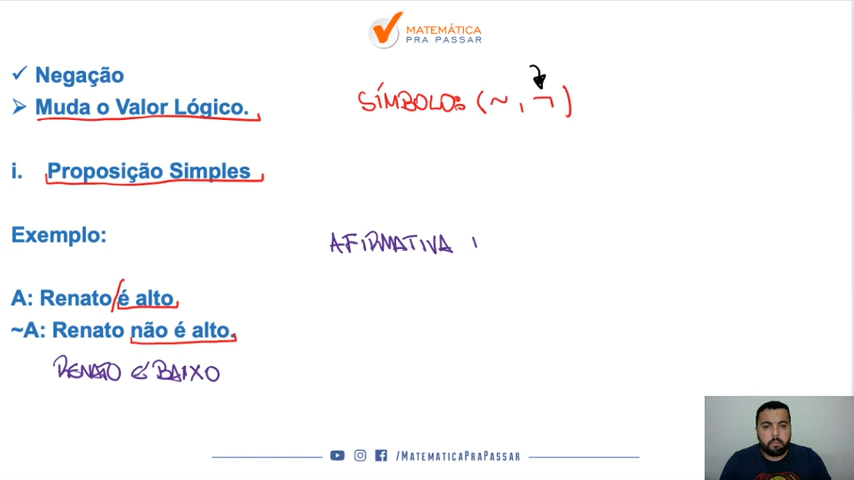 MATEMÁTICA
PRA PASSAR
✓ Negação
➢ Muda o Valor Lógico.
SÍMBOLOS (~, ¬)
i. Proposição Simples
Exemplo:
AFIRMATIVA
A: Renato é alto.
~A: Renato não é alto.
RENATO É BAIXO
/MATEMATICAPRAPASSAR